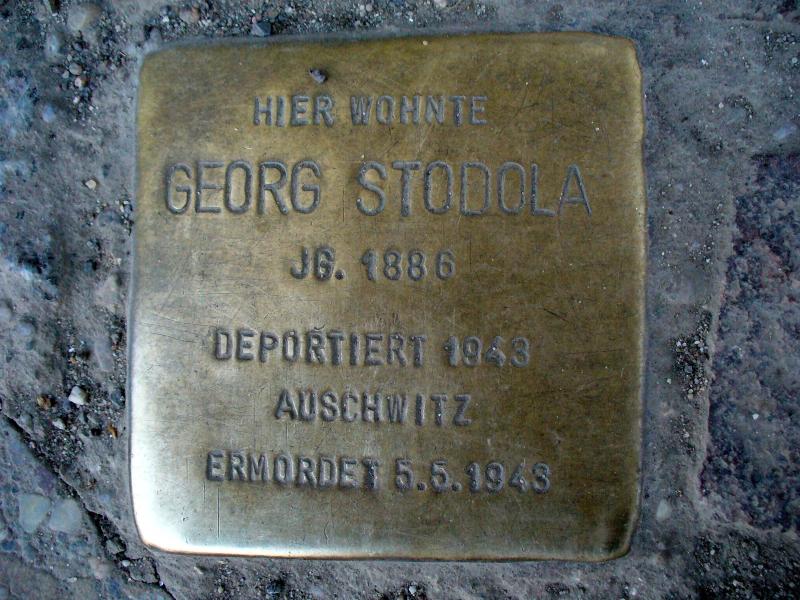 HIER WOHNTE
GEORG STODOLA
JG. 1886
DEPORTIERT 1943
AUSCHWITZ
ERMORDET 5.5.1943